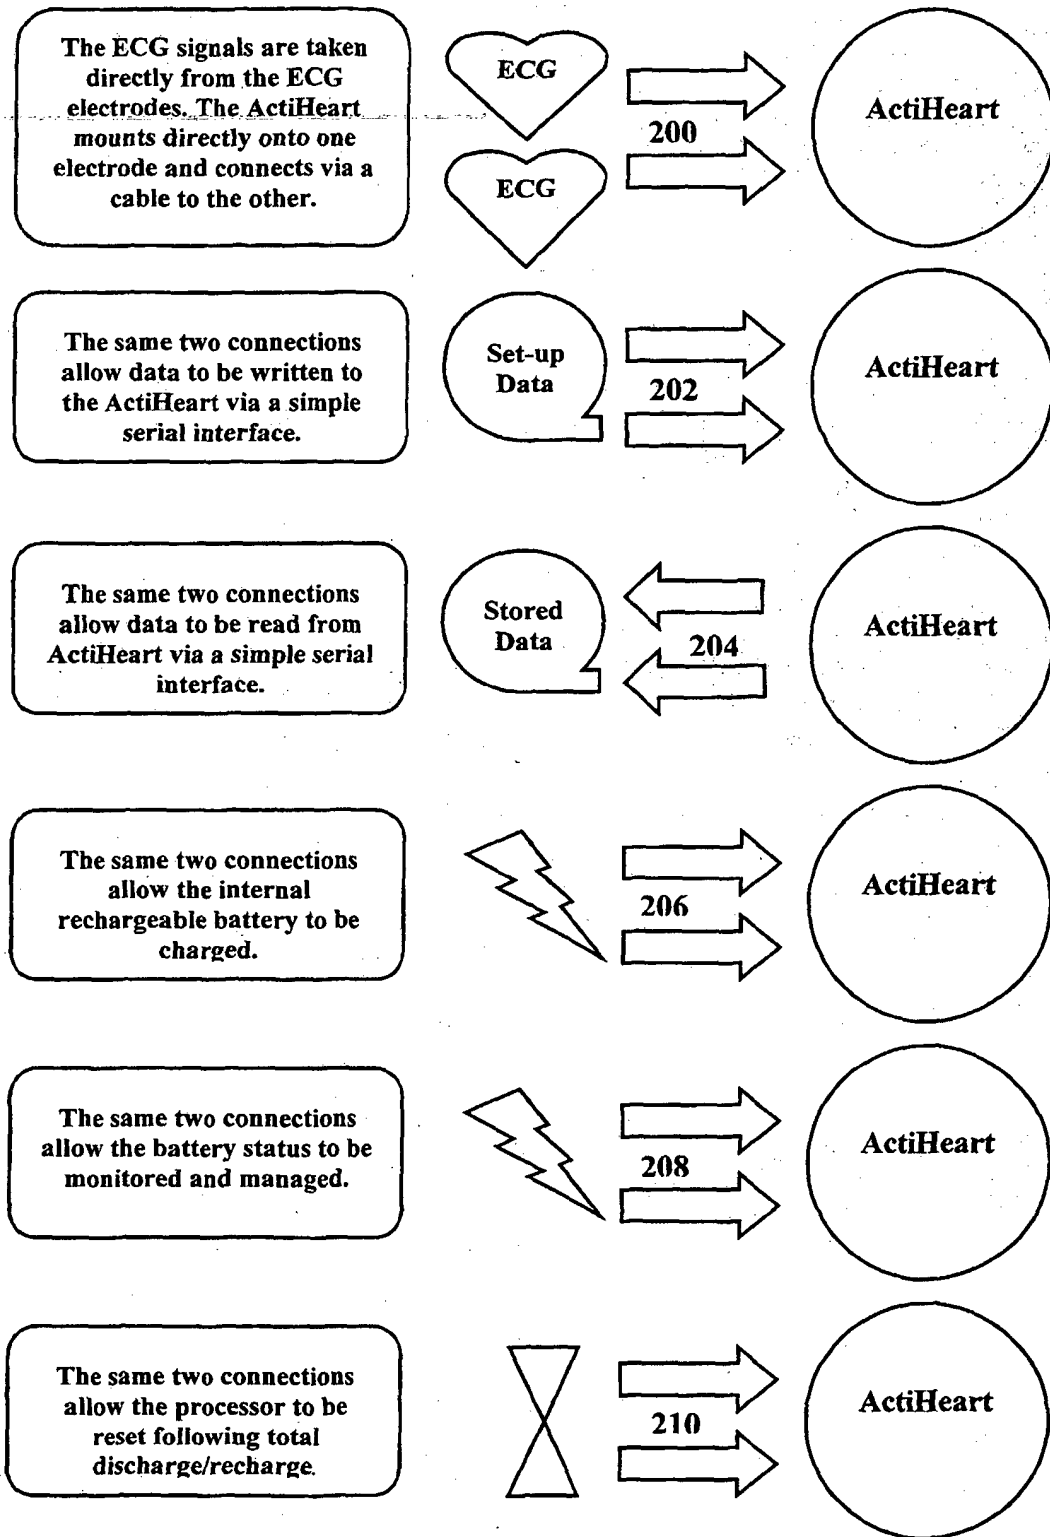 The ECG signals are taken
directly from the ECG
electrodes. The ActiHeart
mounts directly onto one
electrode and connects via a
cable to the other.
ECG
ECG
200
ActiHeart
The same two connections
allow data to be written to
the ActiHeart via a simple
serial interface.
Set-up
Data
202
ActiHeart
The same two connections
allow data to be read from
ActiHeart via a simple serial
interface.
Stored
Data
204
ActiHeart
The same two connections
allow the internal
rechargeable battery to be
charged.
206
ActiHeart
The same two connections
allow the battery status to be
monitored and managed.
208
ActiHeart
The same two connections
allow the processor to be
reset following total
discharge/recharge.
210
ActiHeart